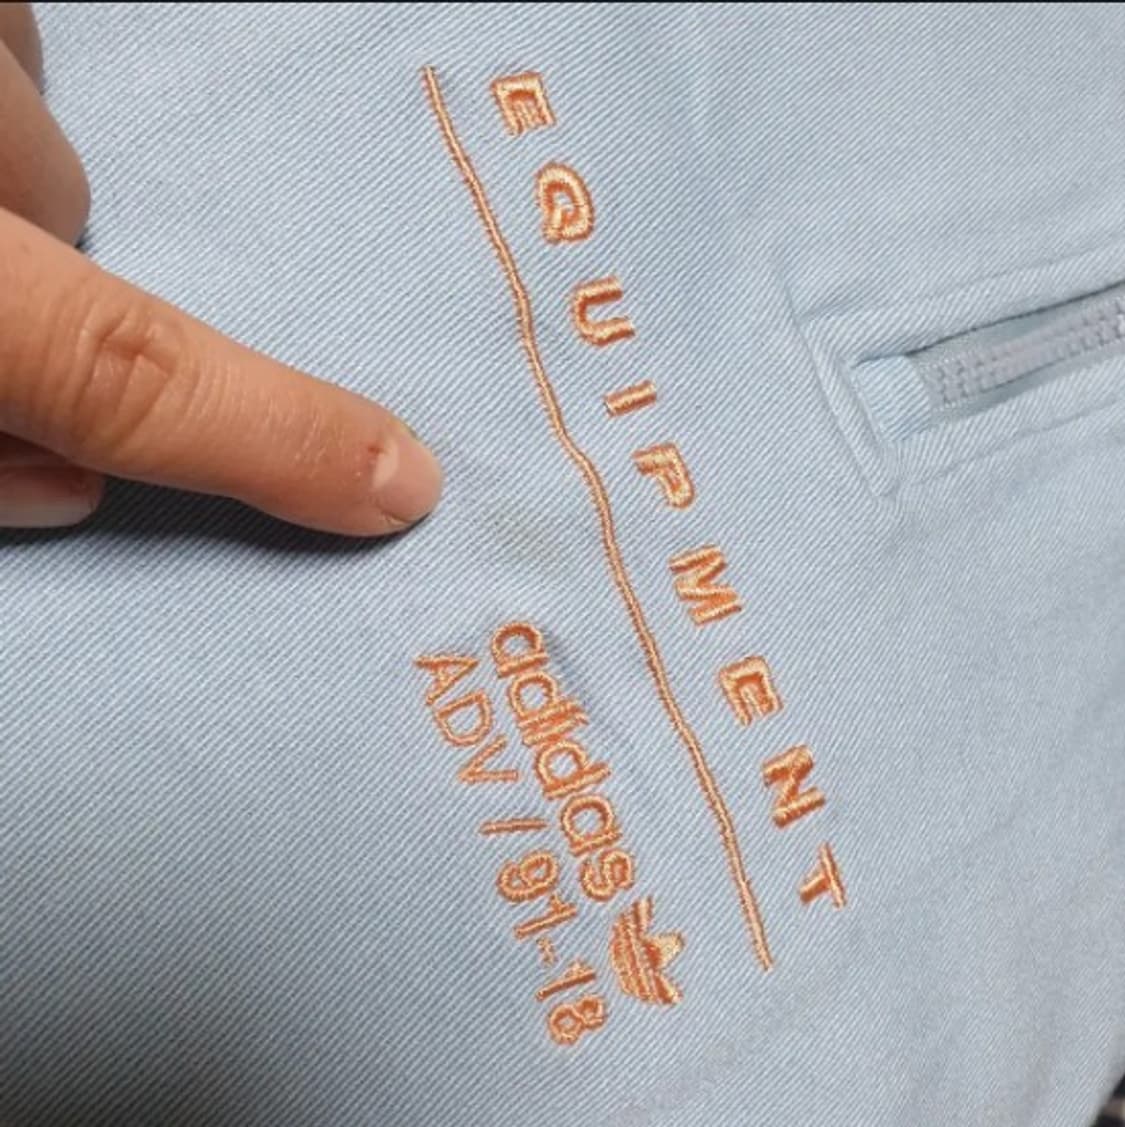 EQUIPMENT
adidas
ADV / 91-18